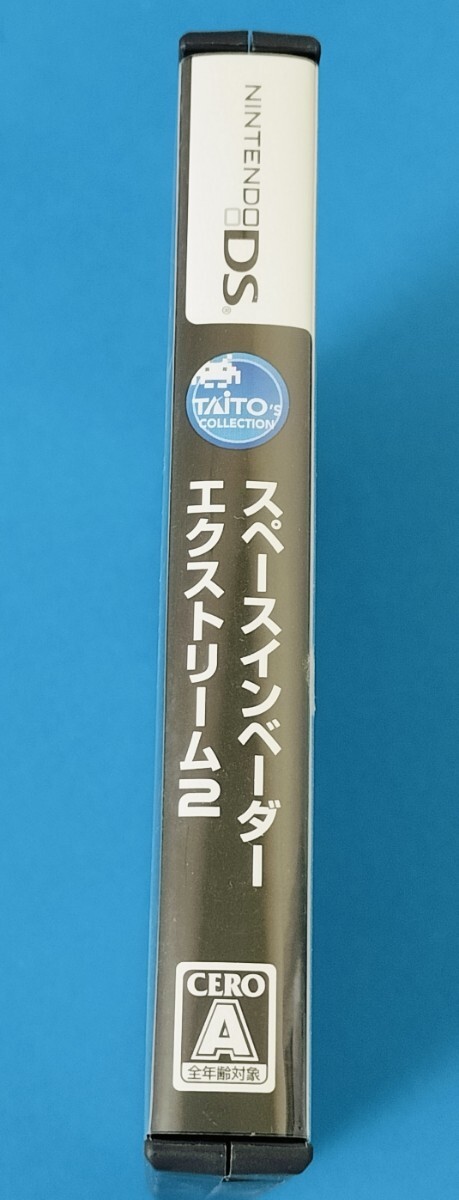 NINTENDO
DS®
TAITO's
COLLECTION
スペースインベーダー
エクストリーム2
CERO
A
全年齢対象